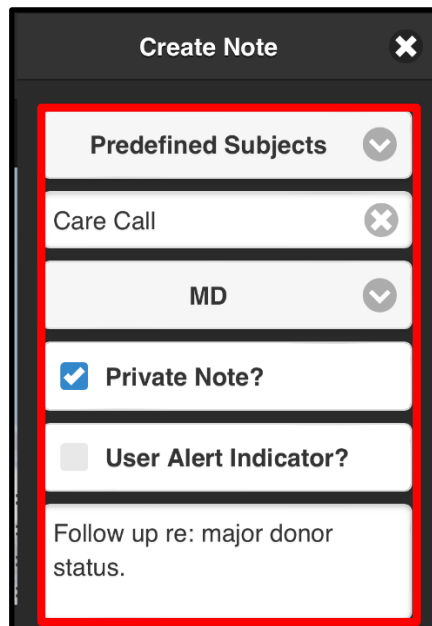 Create Note
Predefined Subjects
Care Call
MD
Private Note?
User Alert Indicator?
Follow up re: major donor
status.